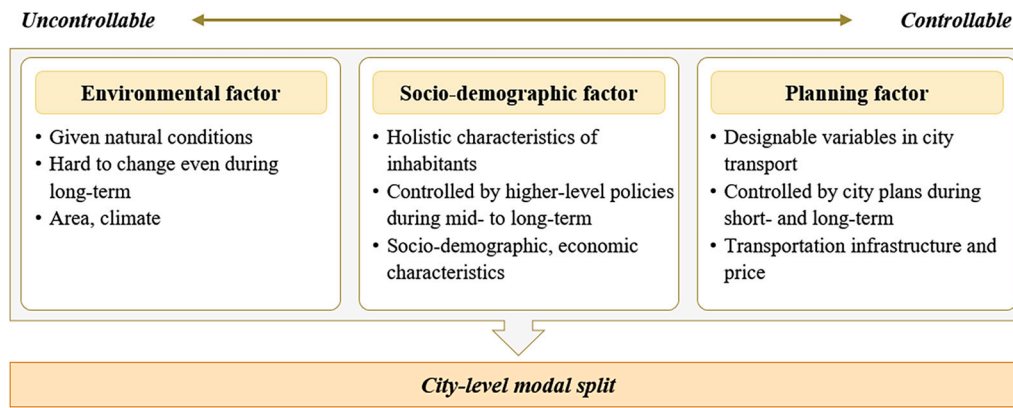 Uncontrollable Controllable
Environmental factor
• Given natural conditions
• Hard to change even during
long-term
• Area, climate
Socio-demographic factor
• Holistic characteristics of
inhabitants
• Controlled by higher-level policies
during mid- to long-term
• Socio-demographic, economic
characteristics
Planning factor
• Designable variables in city
transport
• Controlled by city plans during
short- and long-term
• Transportation infrastructure and
price
City-level modal split